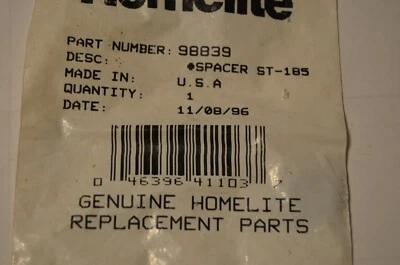 Homelite
PART NUMBER: 98839
DESC: *SPACER ST-185
MADE IN: U.S.A
QUANTITY: 1
DATE: 11/08/96
0 46396 41103
GENUINE HOMELITE
REPLACEMENT PARTS